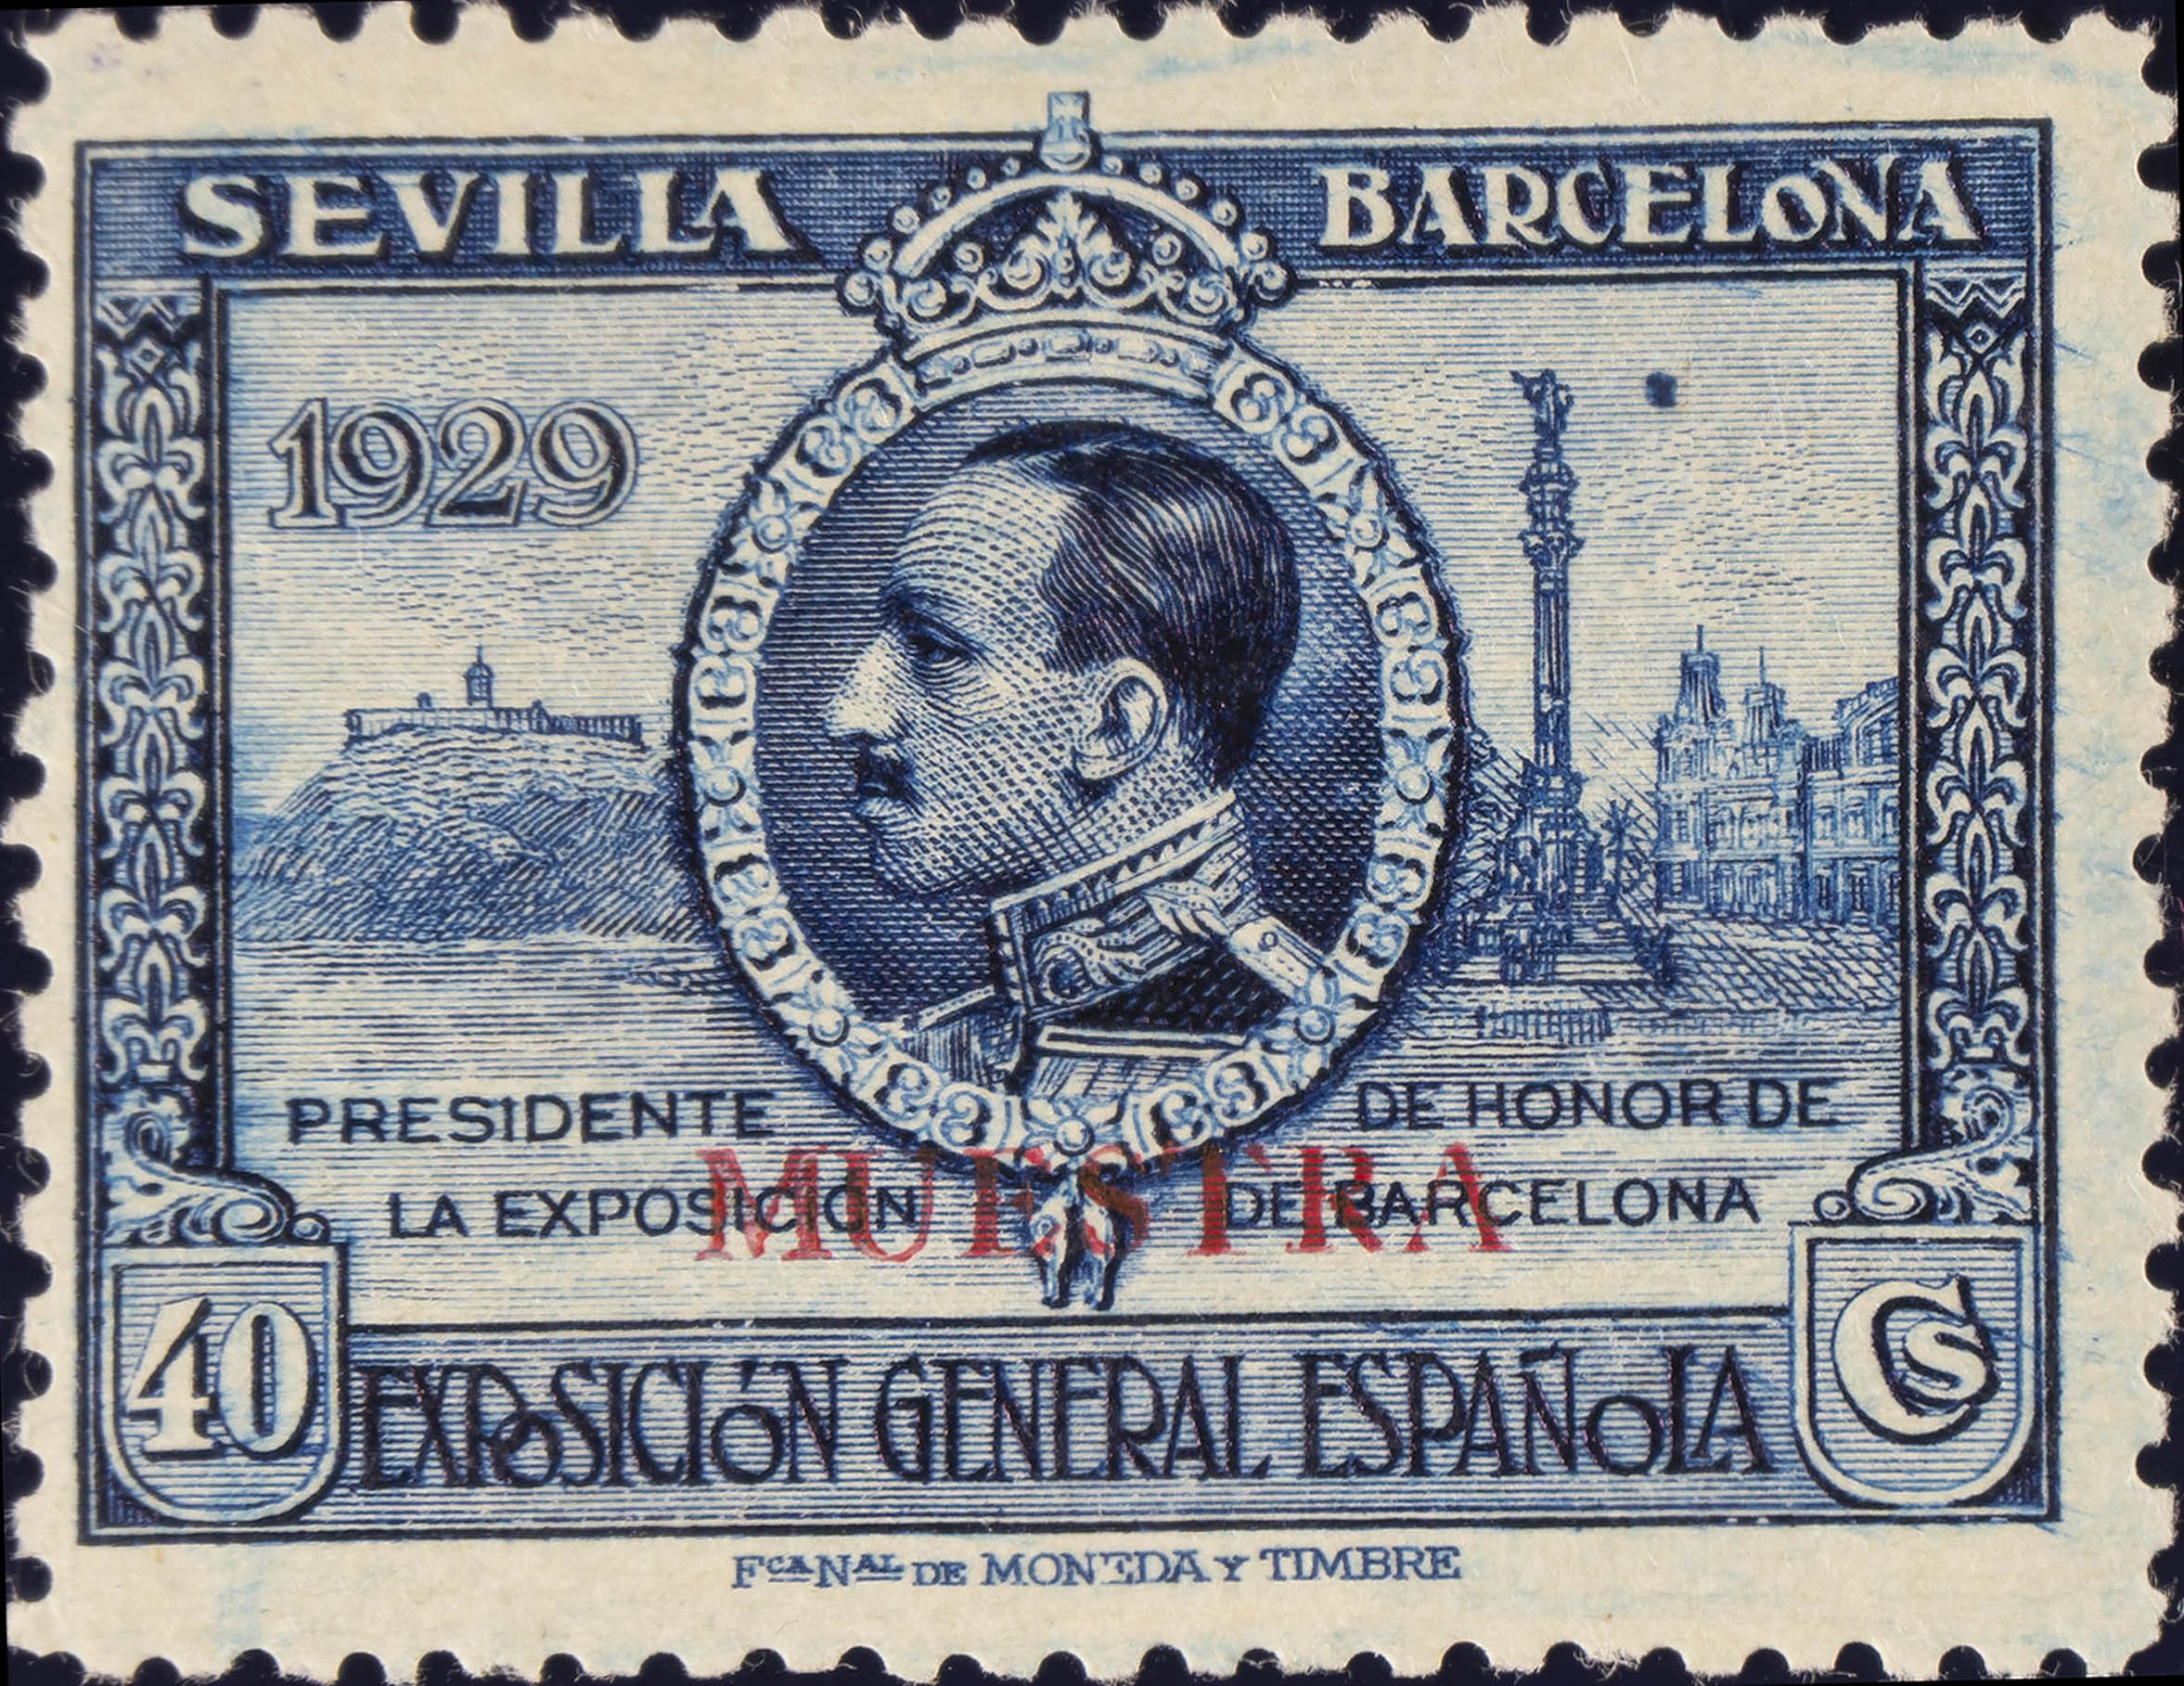 SEVILLA BARCELONA
1929
PRESIDENTE DE HONOR DE
LA EXPOSICIÓN DE BARCELONA
MUESTRA
40 Cs
EXPOSICIÓN GENERAL ESPAÑOLA
FCA NAL DE MONEDA Y TIMBRE